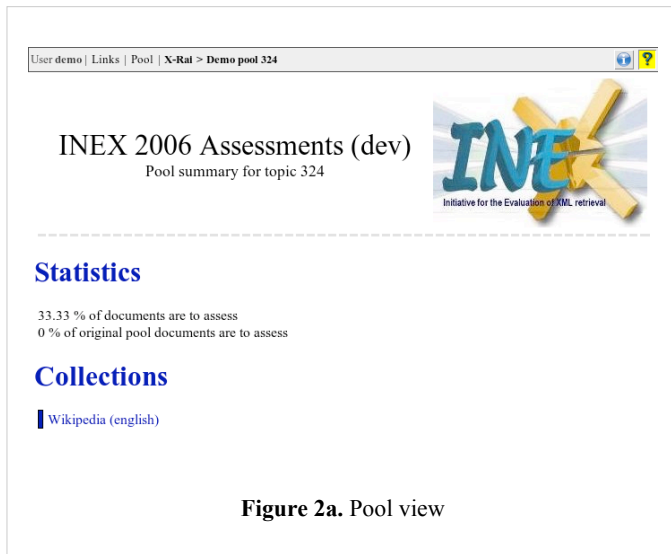 User demo | Links | Pool | X-Rai > Demo pool 324
INEX 2006 Assessments (dev)
Pool summary for topic 324
INEX
Initiative for the Evaluation of XML retrieval
Statistics
33.33 % of documents are to assess
0 % of original pool documents are to assess
Collections
Wikipedia (english)
Figure 2a. Pool view